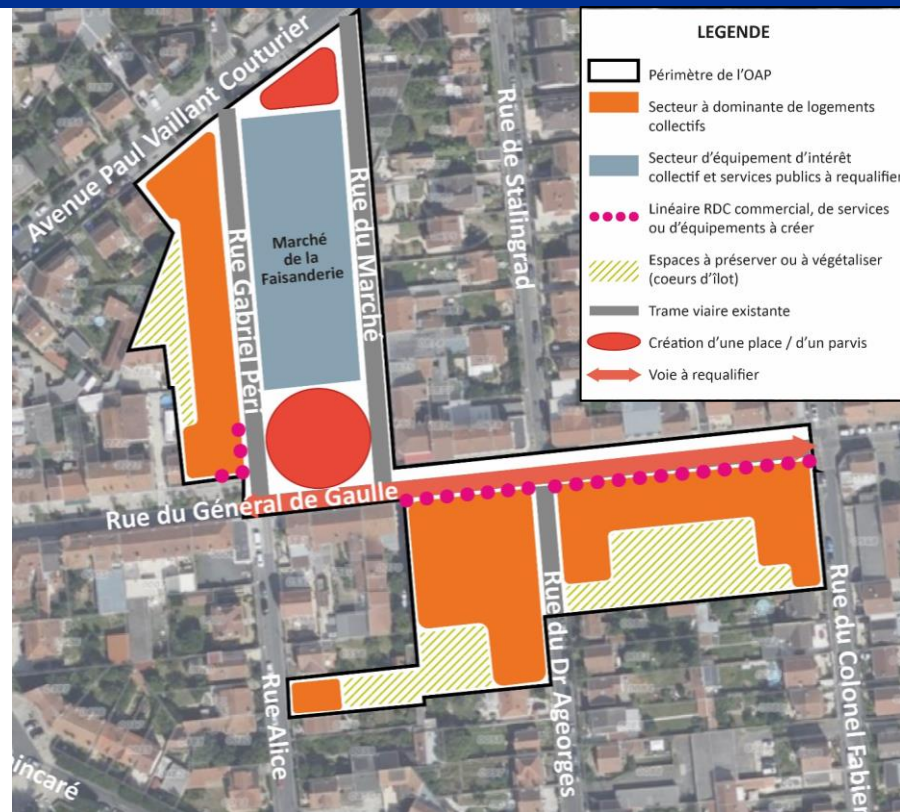 LEGENDE
Périmètre de l'OAP
Secteur à dominante de logements
collectifs
Secteur d'équipement d'intérêt
collectif et services publics à requalifier
Linéaire RDC commercial, de services
ou d'équipements à créer
Espaces à préserver ou à végétaliser
(coeurs d'îlot)
Trame viaire existante
Création d'une place / d'un parvis
Voie à requalifier
Avenue Paul Vaillant Couturier
Rue de Stalingrad
Rue du Marché
Rue Gabriel Péri
Marché
de la
Faisanderie
Rue du Général de Gaulle
Rue Alice
Rue du Dr Ageorges
Rue du Colonel Fabien